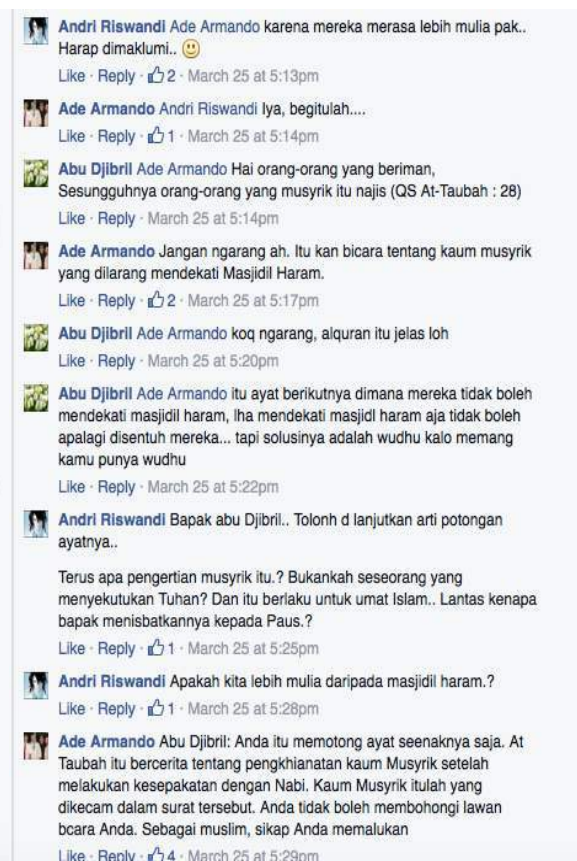 Andri Riswandi Ade Armando karena mereka merasa lebih mulia pak..
Harap dimaklumi.. 🙂
Like · Reply · 👍 2 · March 25 at 5:13pm
Ade Armando Andri Riswandi Iya, begitulah....
Like · Reply · 👍 1 · March 25 at 5:14pm
Abu Djibril Ade Armando Hai orang-orang yang beriman,
Sesungguhnya orang-orang yang musyrik itu najis (QS At-Taubah : 28)
Like · Reply · March 25 at 5:14pm
Ade Armando Jangan ngarang ah. Itu kan bicara tentang kaum musyrik
yang dilarang mendekati Masjidil Haram.
Like · Reply · 👍 2 · March 25 at 5:17pm
Abu Djibril Ade Armando koq ngarang, alquran itu jelas loh
Like · Reply · March 25 at 5:20pm
Abu Djibril Ade Armando itu ayat berikutnya dimana mereka tidak boleh
mendekati masjidil haram, lha mendekati masjidl haram aja tidak boleh
apalagi disentuh mereka... tapi solusinya adalah wudhu kalo memang
kamu punya wudhu
Like · Reply · March 25 at 5:22pm
Andri Riswandi Bapak abu Djibril.. Tolonh d lanjutkan arti potongan
ayatnya..
Terus apa pengertian musyrik itu.? Bukankah seseorang yang
menyekutukan Tuhan? Dan itu berlaku untuk umat Islam.. Lantas kenapa
bapak menisbatkannya kepada Paus.?
Like · Reply · 👍 1 · March 25 at 5:25pm
Andri Riswandi Apakah kita lebih mulia daripada masjidil haram.?
Like · Reply · 👍 1 · March 25 at 5:28pm
Ade Armando Abu Djibril: Anda itu memotong ayat seenaknya saja. At
Taubah itu bercerita tentang pengkhianatan kaum Musyrik setelah
melakukan kesepakatan dengan Nabi. Kaum Musyrik itulah yang
dikecam dalam surat tersebut. Anda tidak boleh membohongi lawan
bcara Anda. Sebagai muslim, sikap Anda memalukan
Like · Reply · 👍 4 · March 25 at 5:29pm